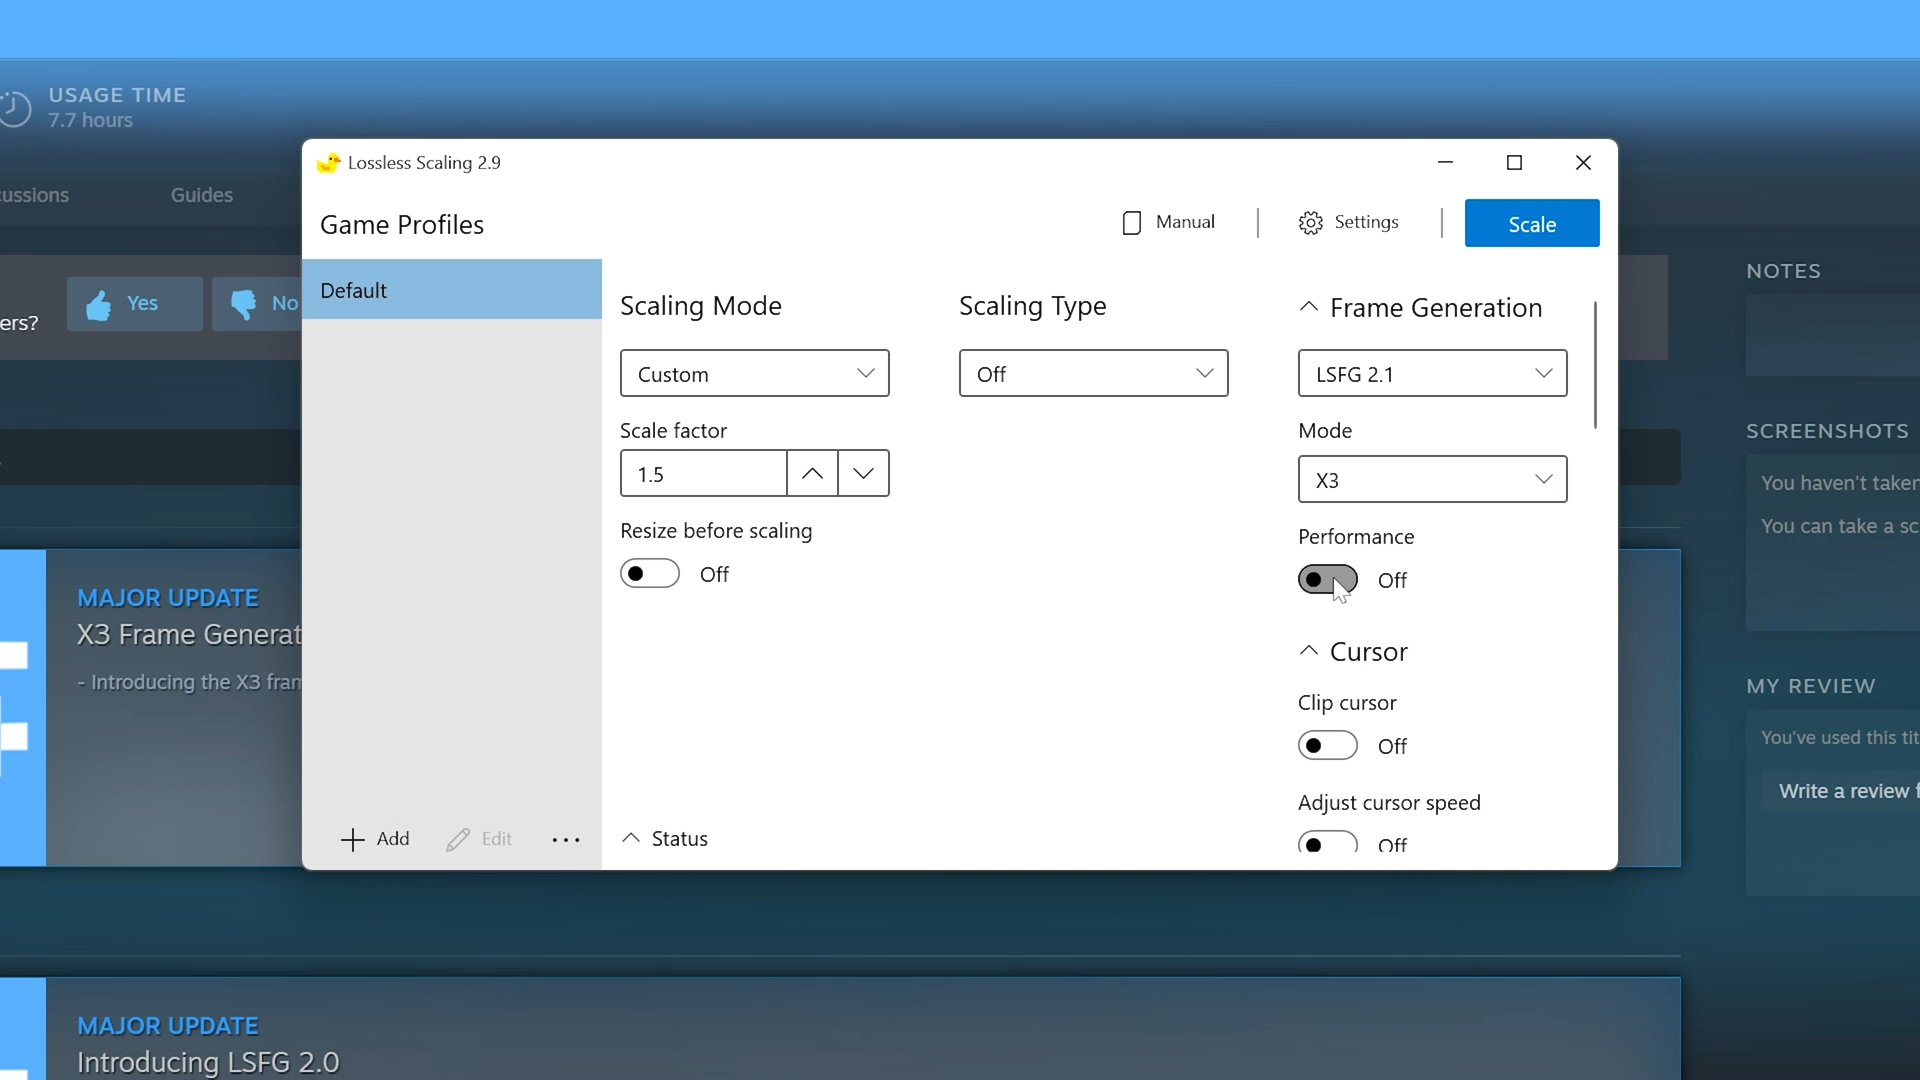 USAGE TIME
7.7 hours
Guides
Yes
No
Lossless Scaling 2.9
Game Profiles
Manual
Settings
Scale
Default
Scaling Mode
Custom
Scale factor
1.5
Resize before scaling
Off
Scaling Type
Off
Frame Generation
LSFG 2.1
Mode
X3
Performance
Off
Cursor
Clip cursor
Off
Adjust cursor speed
Off
Add
Edit
Status
NOTES
SCREENSHOTS
You haven't taken
You can take a sc
MY REVIEW
You've used this tit
Write a review f
MAJOR UPDATE
X3 Frame Generat
- Introducing the X3 fran
MAJOR UPDATE
Introducing LSFG 2.0